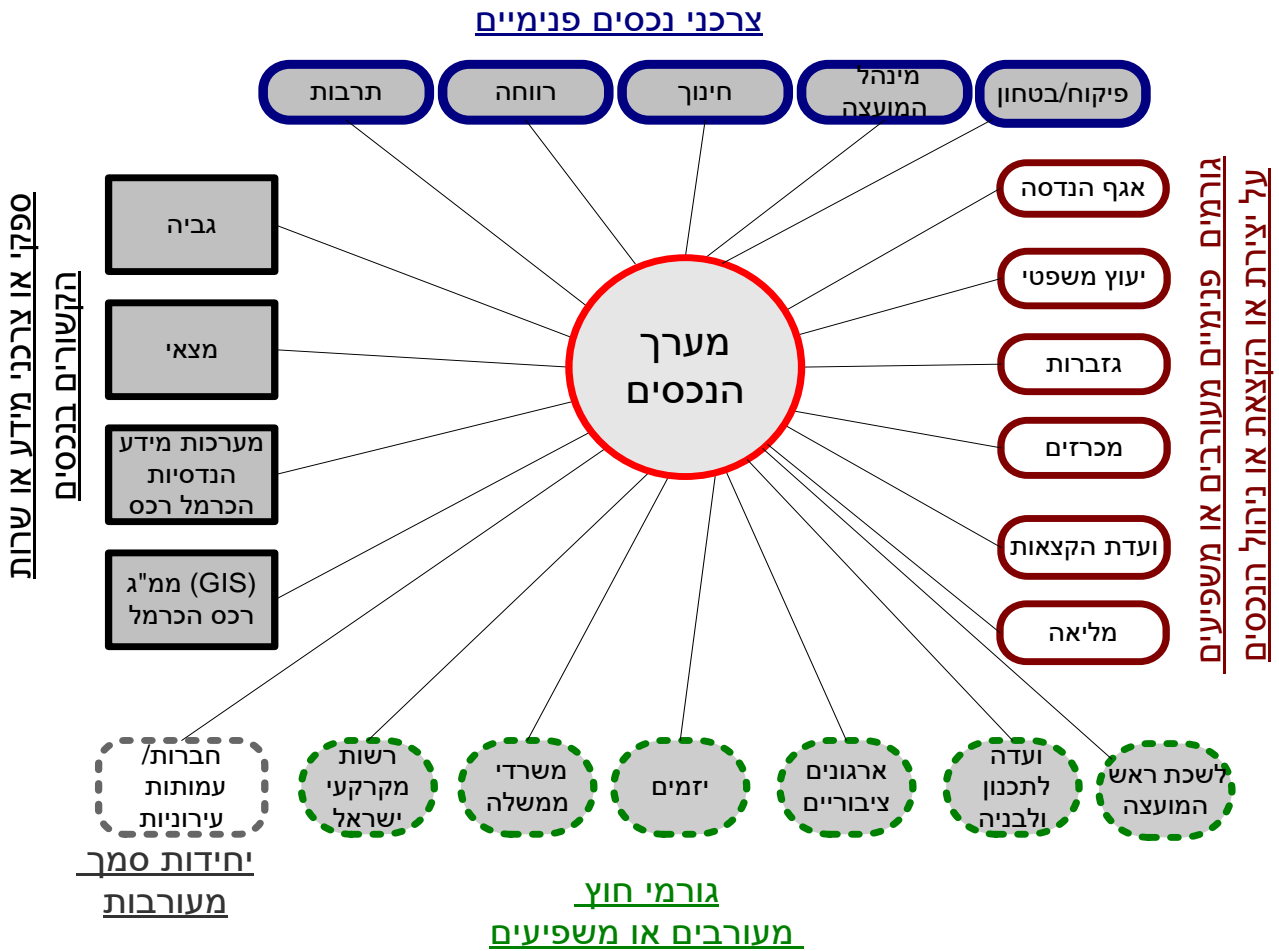 צרכני נכסים פנימיים
פיקוח/בטחון
מינהל
המועצה
חינוך
רווחה
תרבות
גורמים פנימיים מעורבים או משפיעים
על יצירת או הקצאת או ניהול הנכסים
אגף הנדסה
יעוץ משפטי
גזברות
מכרזים
ועדת הקצאות
מליאה
מערך
הנכסים
ספקי או צרכני מידע או שרות
הקשורים בנכסים
גביה
מצאי
מערכות מידע
הנדסיות
הכרמל רכס
ממ"ג (GIS)
רכס הכרמל
לשכת ראש
המועצה
ועדה
לתכנון
ולבניה
ארגונים
ציבוריים
יזמים
משרדי
ממשלה
רשות
מקרקעי
ישראל
חברות/
עמותות
עירוניות
יחידות סמך
מעורבות
גורמי חוץ
מעורבים או משפיעים